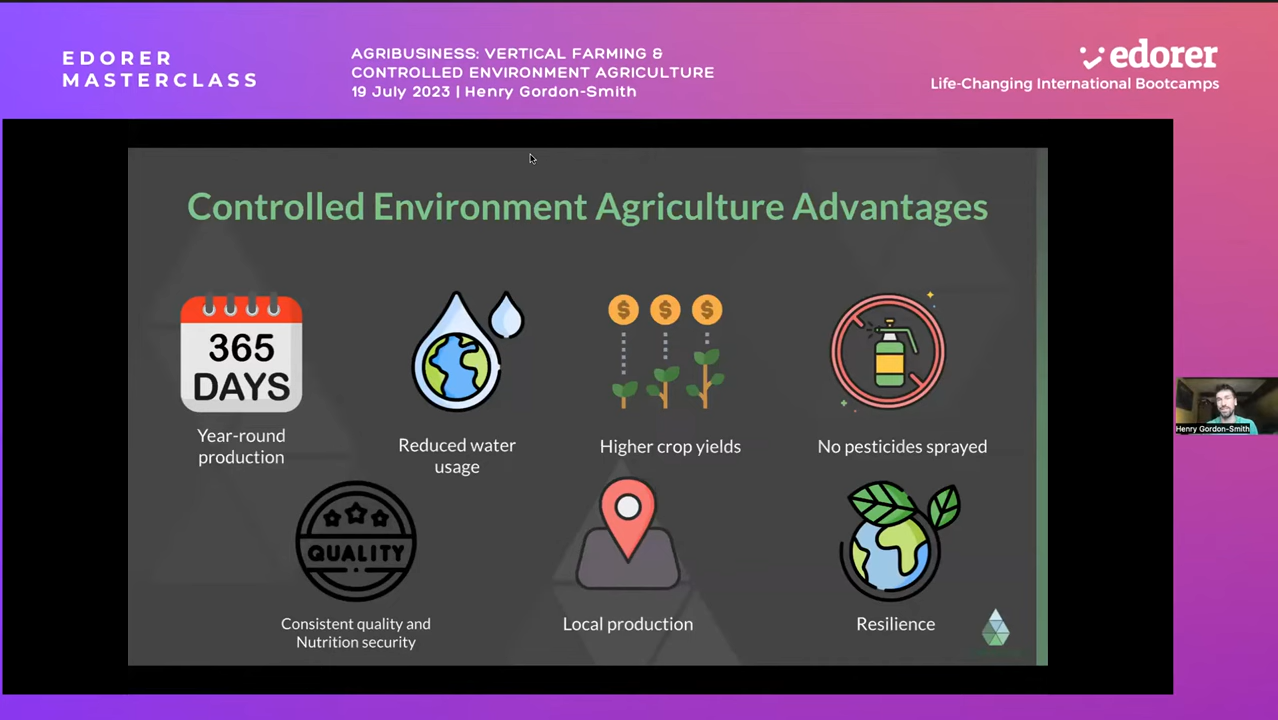 EDORER
MASTERCLASS
AGRIBUSINESS: VERTICAL FARMING &
CONTROLLED ENVIRONMENT AGRICULTURE
19 July 2023 | Henry Gordon-Smith
edorer
Life-Changing International Bootcamps
Controlled Environment Agriculture Advantages
365
DAYS
Year-round
production
Reduced water
usage
$ $ $
Higher crop yields
No pesticides sprayed
QUALITY
Consistent quality and
Nutrition security
Local production
Resilience
Henry Gordon-Smith